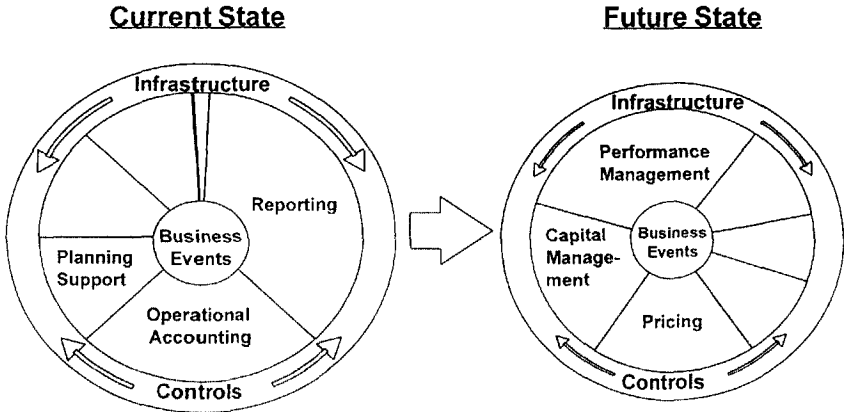 Current State
Future State
Infrastructure
Reporting
Business
Events
Planning
Support
Operational
Accounting
Controls
Infrastructure
Performance
Management
Capital
Manage-
ment
Business
Events
Pricing
Controls